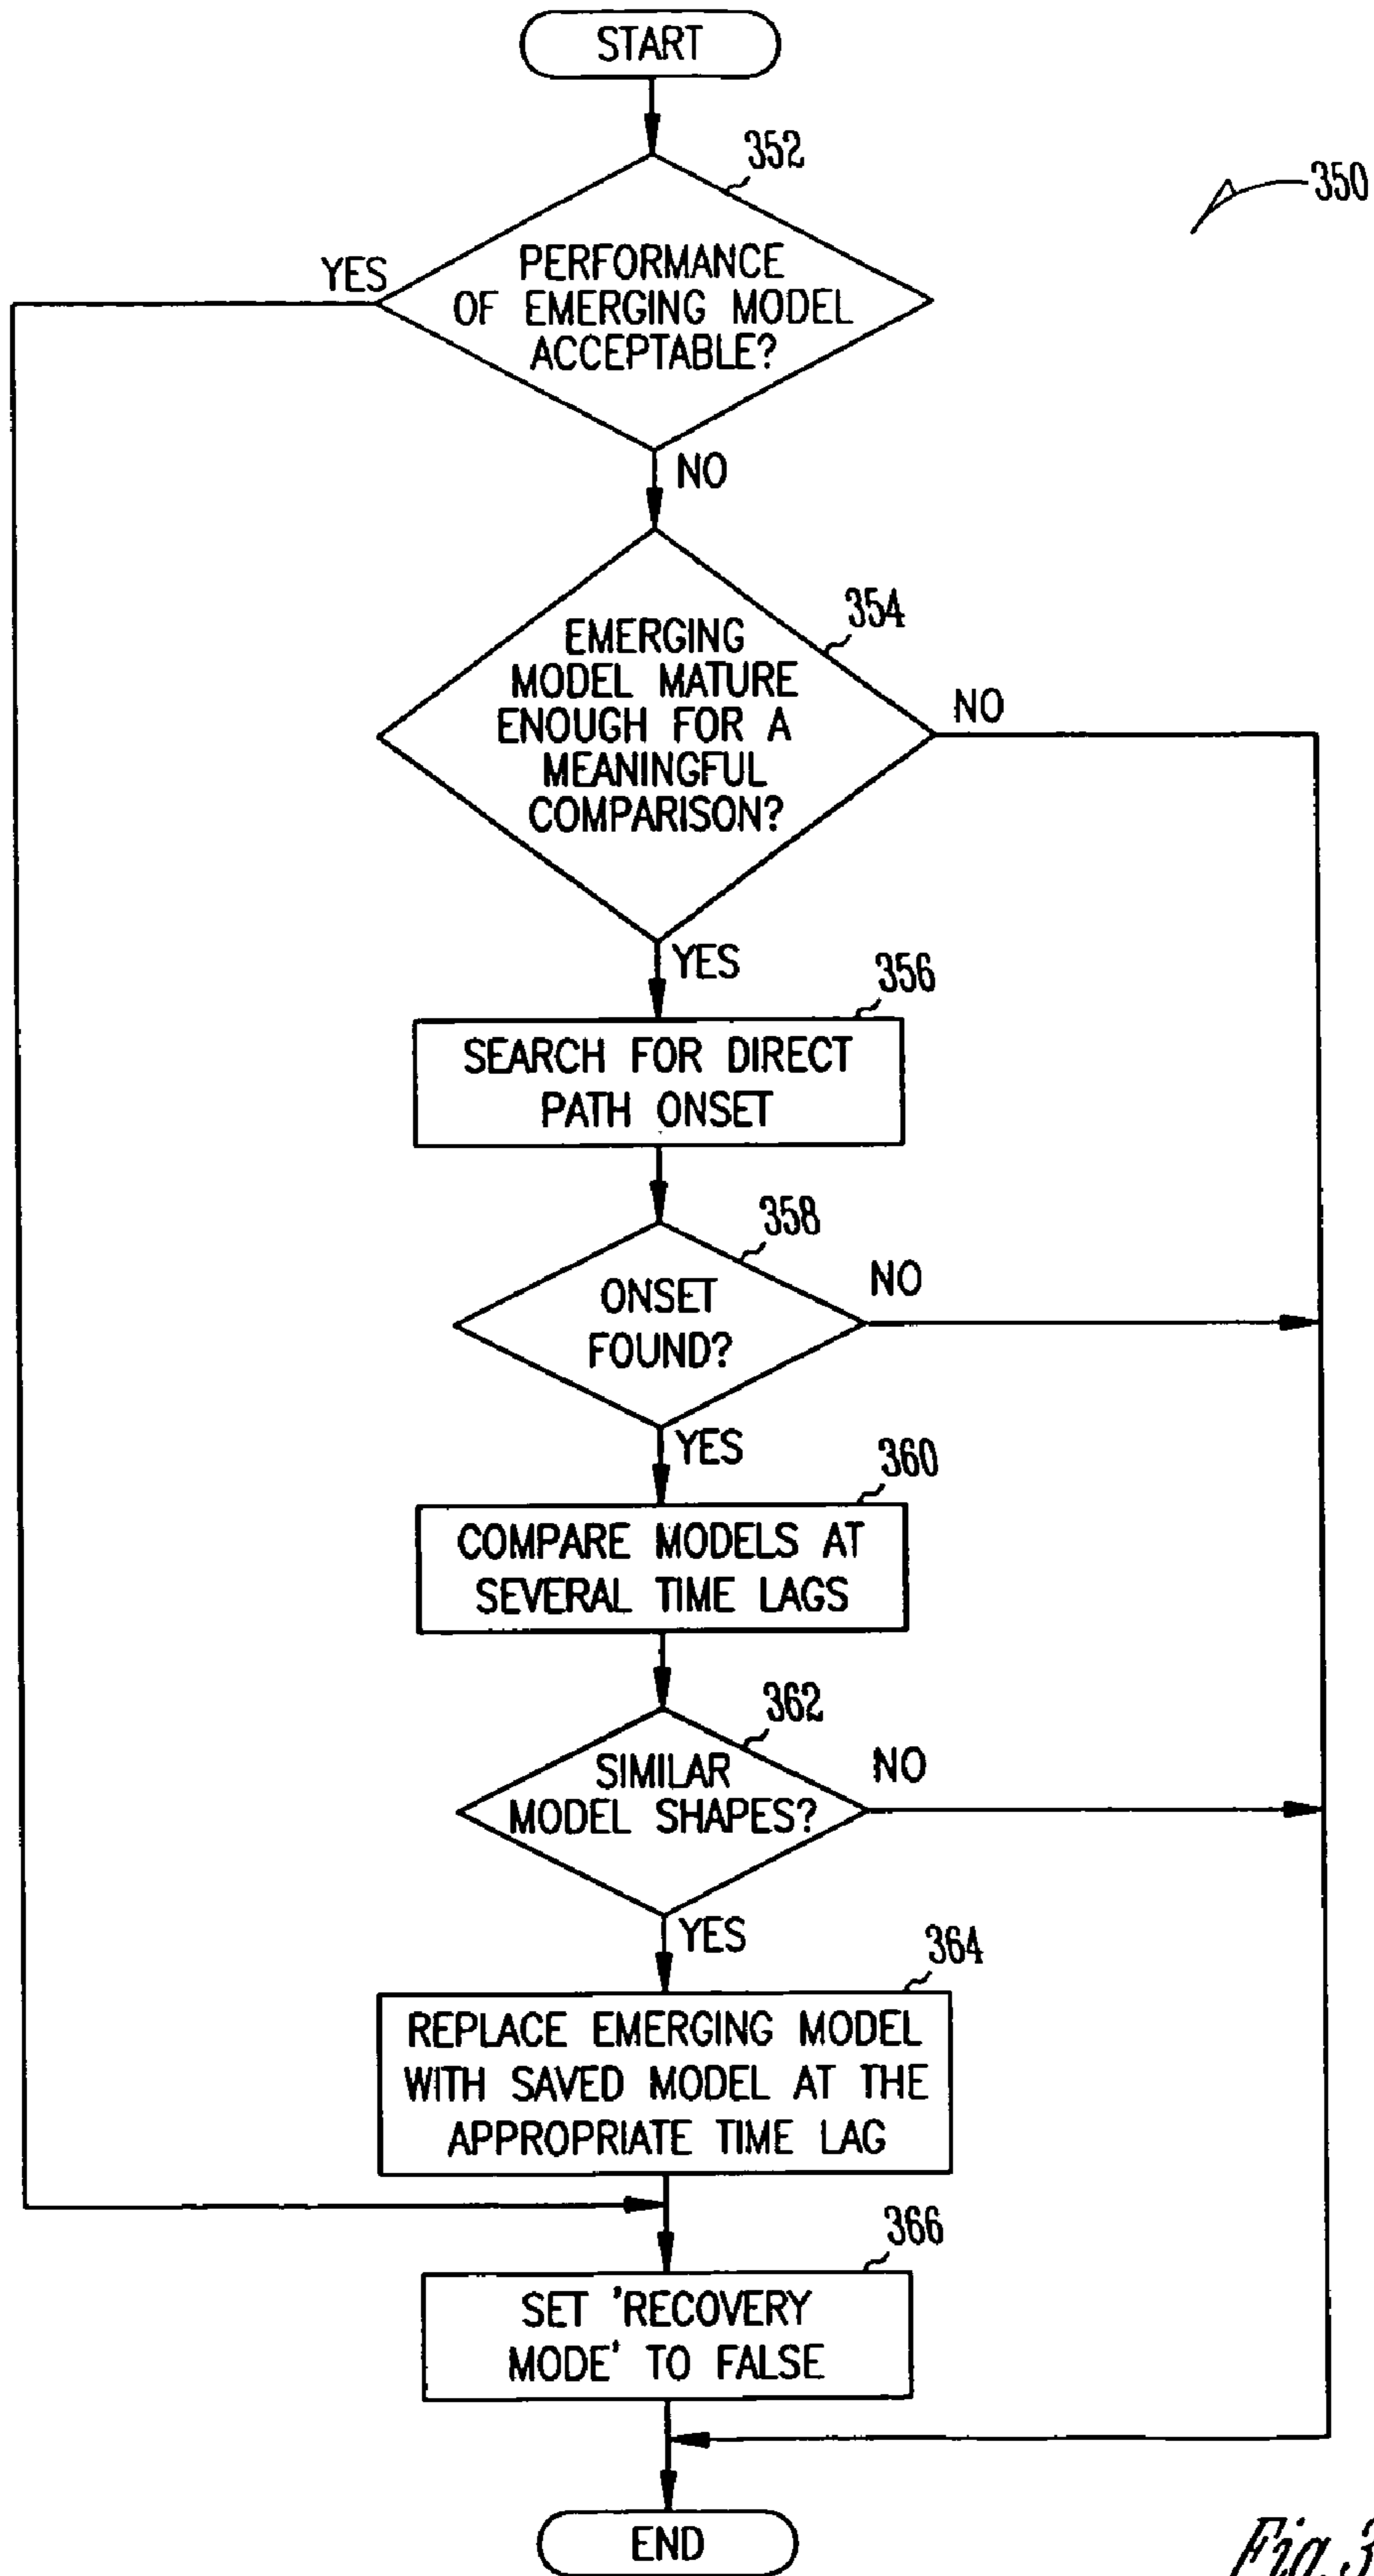 START
352
350
YES
PERFORMANCE
OF EMERGING MODEL
ACCEPTABLE?
NO
354
EMERGING
MODEL MATURE
ENOUGH FOR A
MEANINGFUL
COMPARISON?
NO
YES
356
SEARCH FOR DIRECT
PATH ONSET
358
ONSET
FOUND?
NO
YES
360
COMPARE MODELS AT
SEVERAL TIME LAGS
362
SIMILAR
MODEL SHAPES?
NO
YES
364
REPLACE EMERGING MODEL
WITH SAVED MODEL AT THE
APPROPRIATE TIME LAG
366
SET 'RECOVERY
MODE' TO FALSE
END
Fig.3